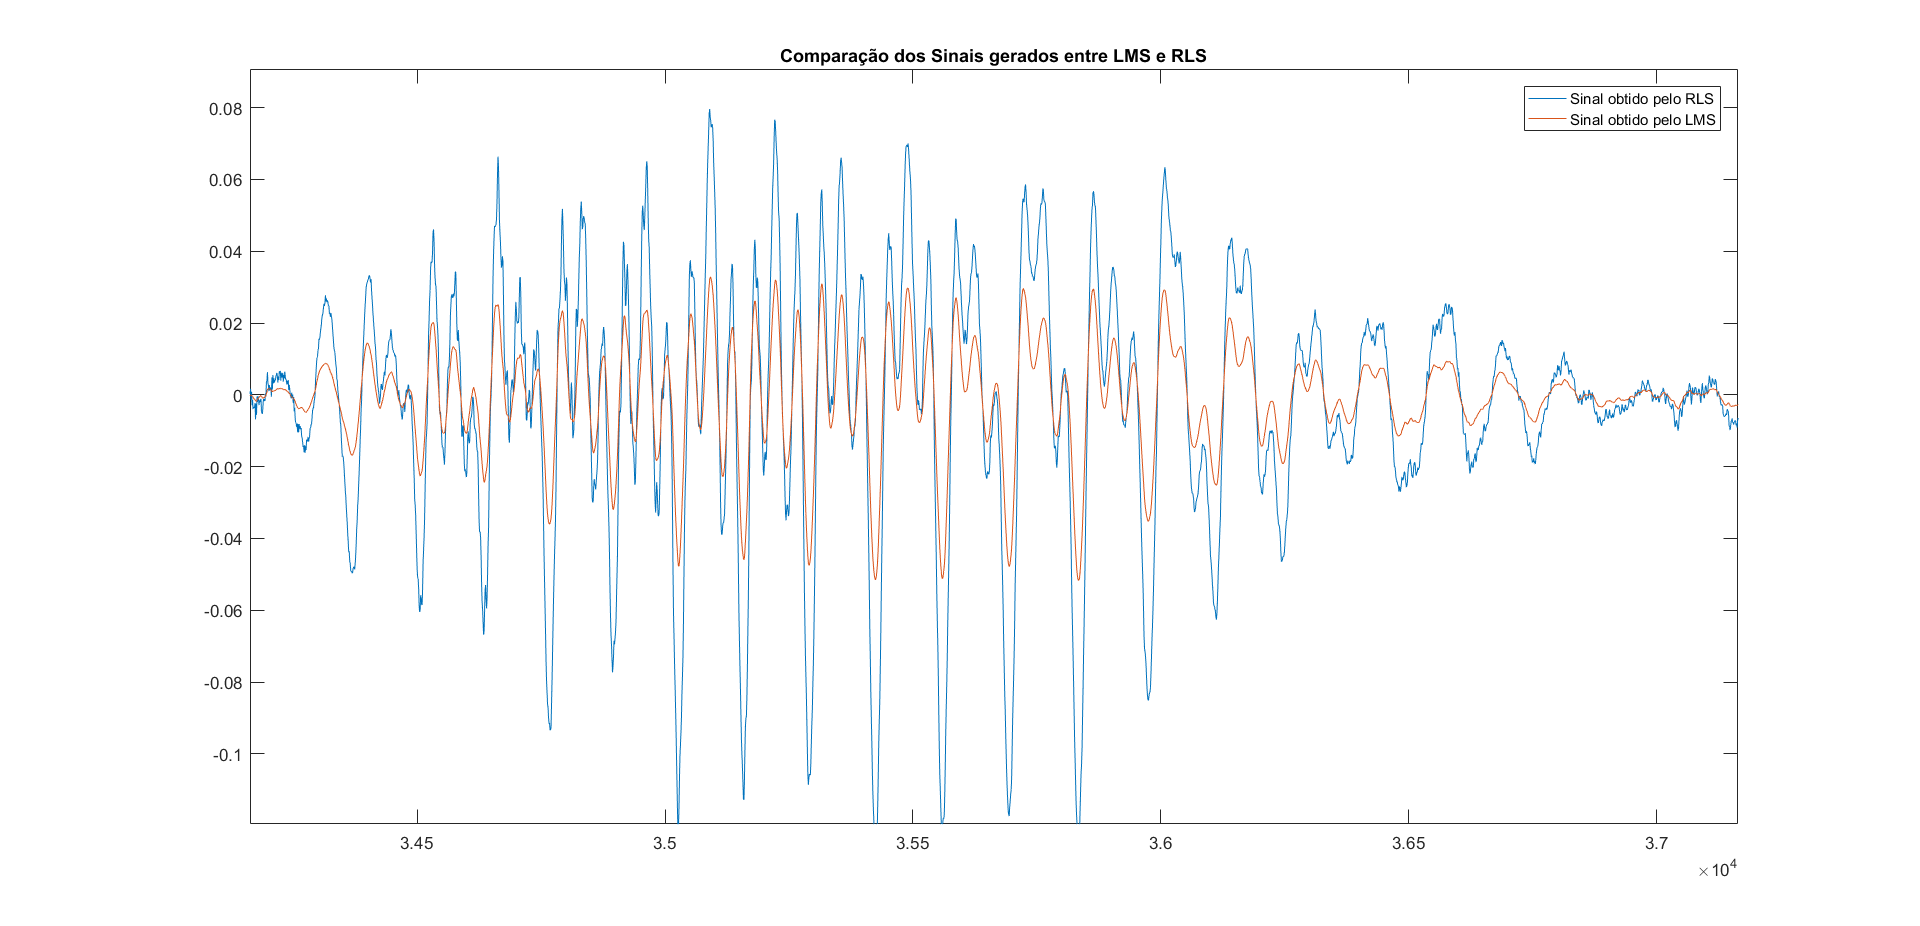 Comparação dos Sinais gerados entre LMS e RLS
Sinal obtido pelo RLS
Sinal obtido pelo LMS
0.08
0.06
0.04
0.02
0
-0.02
-0.04
-0.06
-0.08
-0.1
3.45 3.5 3.55 3.6 3.65 3.7
×10⁴